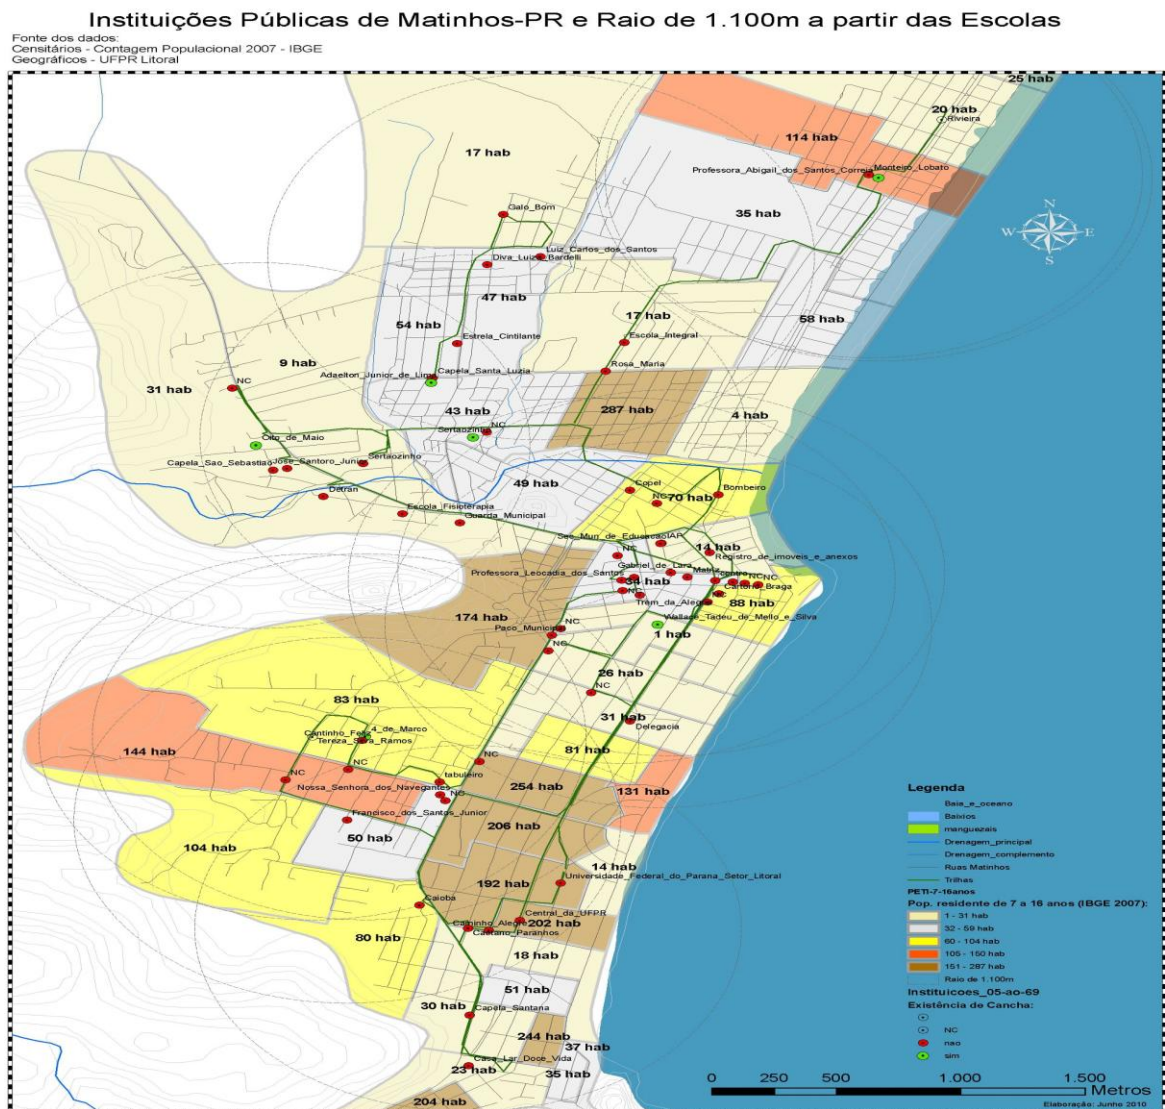 Instituições Públicas de Matinhos-PR e Raio de 1.100m a partir das Escolas
Fonte dos dados:
Censitários - Contagem Populacional 2007 - IBGE
Geográficos - UFPR Litoral
25 hab
20 hab
Rivieira
114 hab
17 hab
Professora_Abigail_dos_Santos_Correia
Monteiro_Lobato
Galo_Bom
35 hab
N
W E
S
Luiz_Carlos_dos_Santos
Diva_Luiza_Bardelli
47 hab
17 hab
58 hab
54 hab
Estrela_Cintilante
Escola_Integral
9 hab
Rosa_Maria
Adaelton_Junior_de_Lima
Capela_Santa_Luzia
31 hab
NC
43 hab
287 hab
4 hab
Sertaozinho
NC
Oito_de_Maio
Capela_Sao_Sebastiao
Jose_Santoro_Junior
Sertaozinho
49 hab
Copel
70 hab
Bombeiro
Detran
NC
Escola_Fisioterapia
Guarda_Municipal
Sec_Mun_de_Educacao
SIAP
14 hab
NC
Registro_de_imoveis_e_anexos
Gabriel_de_Lara
Matriz
Professora_Leocadia_dos_Santos
34 hab
centro
NC
NC
Cartorio_Braga
NC
NC
Trem_da_Alegria
88 hab
174 hab
Wallace_Tadeu_de_Mello_e_Silva
Paco_Municipal
NC
1 hab
NC
26 hab
NC
83 hab
31 hab
Delegacia
4_de_Marco
Cantinho_Feliz
Tereza_Sera_Ramos
144 hab
81 hab
NC
NC
NC
tabuleiro
254 hab
131 hab
Nossa_Senhora_dos_Navegantes
NC
Francisco_dos_Santos_Junior
206 hab
50 hab
104 hab
14 hab
192 hab
Universidade_Federal_do_Parana_Setor_Litoral
Caioba
Central_da_UFPR
Caminho_Alegre
202 hab
Caetano_Paranhos
80 hab
18 hab
51 hab
30 hab
Capela_Santana
244 hab
37 hab
Casa_Lar_Doce_Vida
23 hab
35 hab
204 hab
Legenda
Baia_e_oceano
Baixios
manguezais
Drenagem_principal
Drenagem_complemento
Ruas Matinhos
Trilhas
PETI-7-16anos
Pop. residente de 7 a 16 anos (IBGE 2007):
1 - 31 hab
32 - 59 hab
60 - 104 hab
105 - 150 hab
151 - 287 hab
Raio de 1.100m
Instituicoes_05-ao-69
Existência de Cancha:
NC
nao
sim
0 250 500 1.000 1.500
Metros
Elaboração: Junho 2010